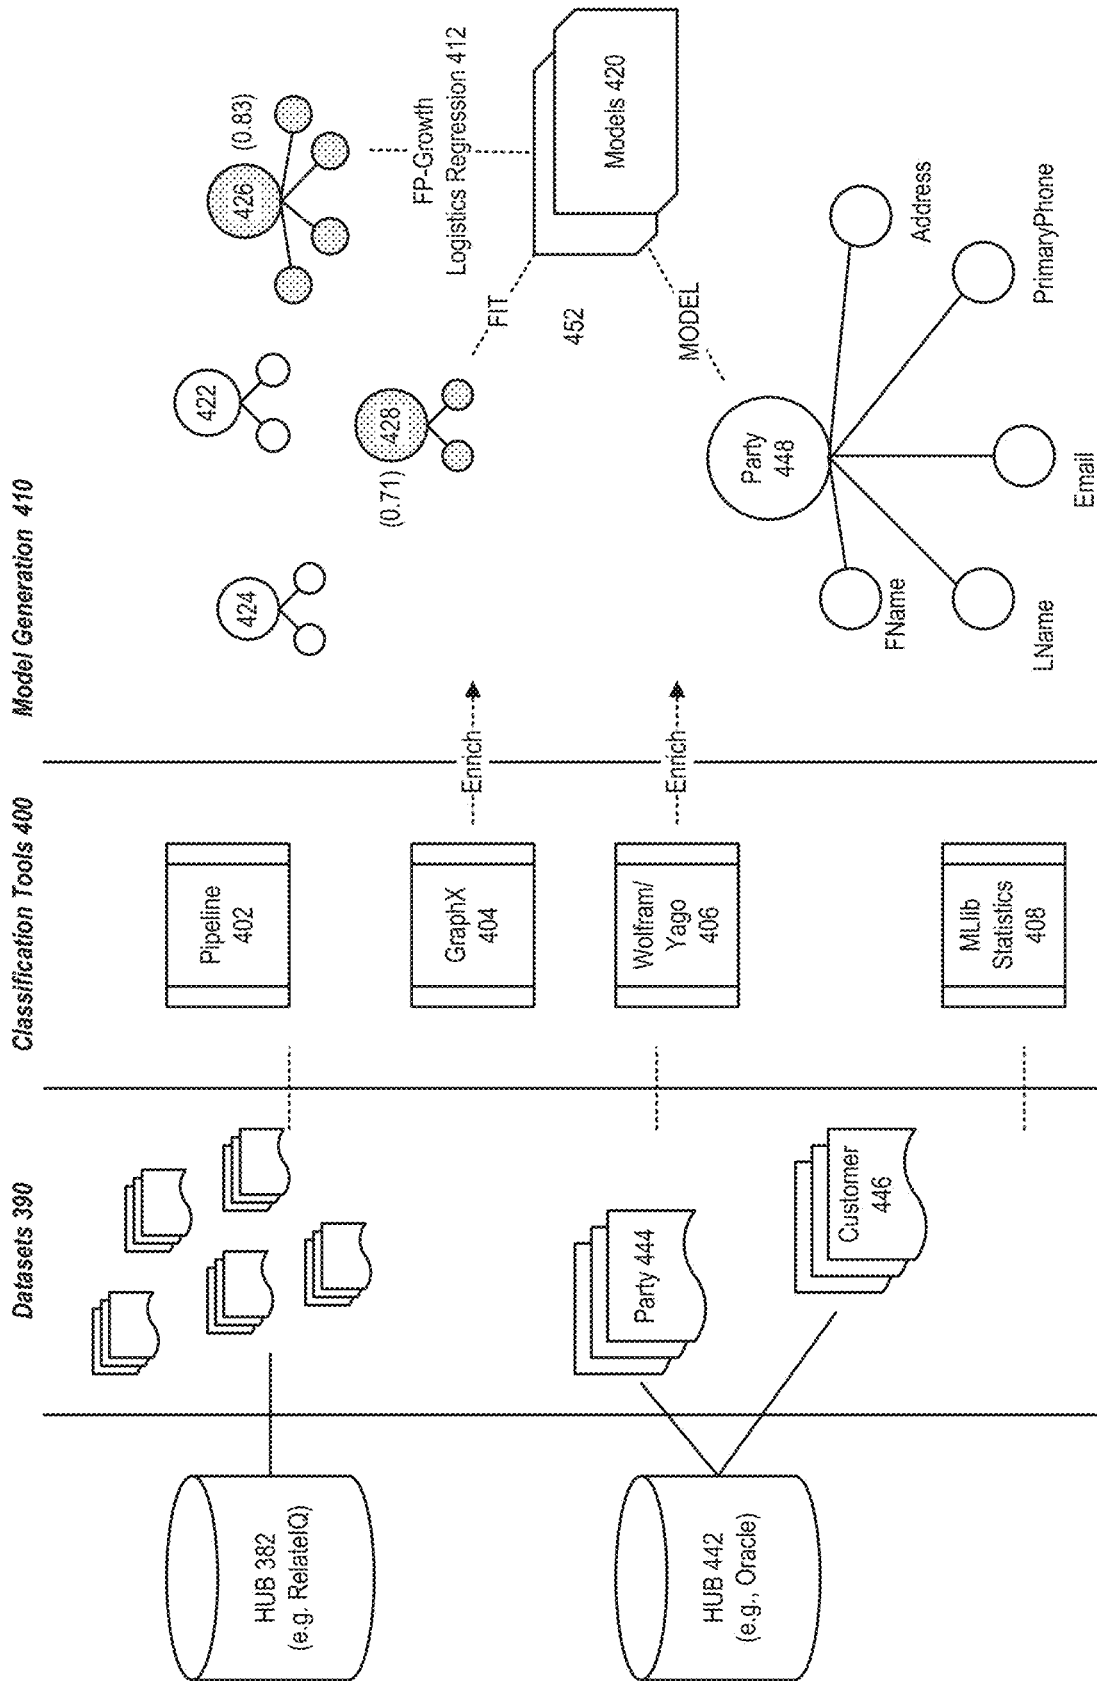 Datasets 390
Classification Tools 400
Model Generation 410
HUB 382
(e.g. RelateIQ)
HUB 442
(e.g., Oracle)
Party 444
Customer
446
Pipeline
402
GraphX
404
Wolfram/
Yago
406
MLlib
Statistics
408
Enrich
Enrich
424
422
426
(0.83)
428
(0.71)
FIT
FP-Growth
Logistics Regression 412
452
Models 420
MODEL
Party
448
FName
LName
Email
PrimaryPhone
Address